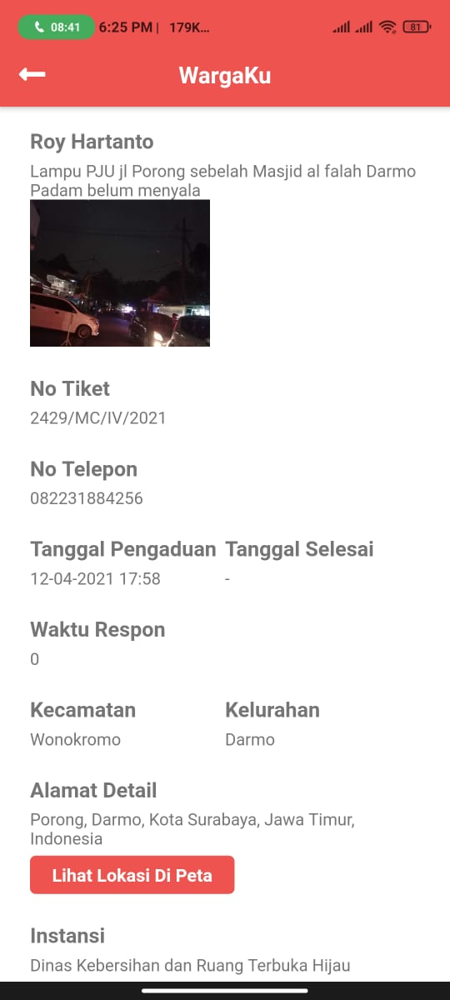 08:41 6:25 PM | 179K... 81
WargaKu
Roy Hartanto
Lampu PJU jl Porong sebelah Masjid al falah Darmo
Padam belum menyala
No Tiket
2429/MC/IV/2021
No Telepon
082231884256
Tanggal Pengaduan Tanggal Selesai
12-04-2021 17:58 -
Waktu Respon
0
Kecamatan Kelurahan
Wonokromo Darmo
Alamat Detail
Porong, Darmo, Kota Surabaya, Jawa Timur,
Indonesia
Lihat Lokasi Di Peta
Instansi
Dinas Kebersihan dan Ruang Terbuka Hijau